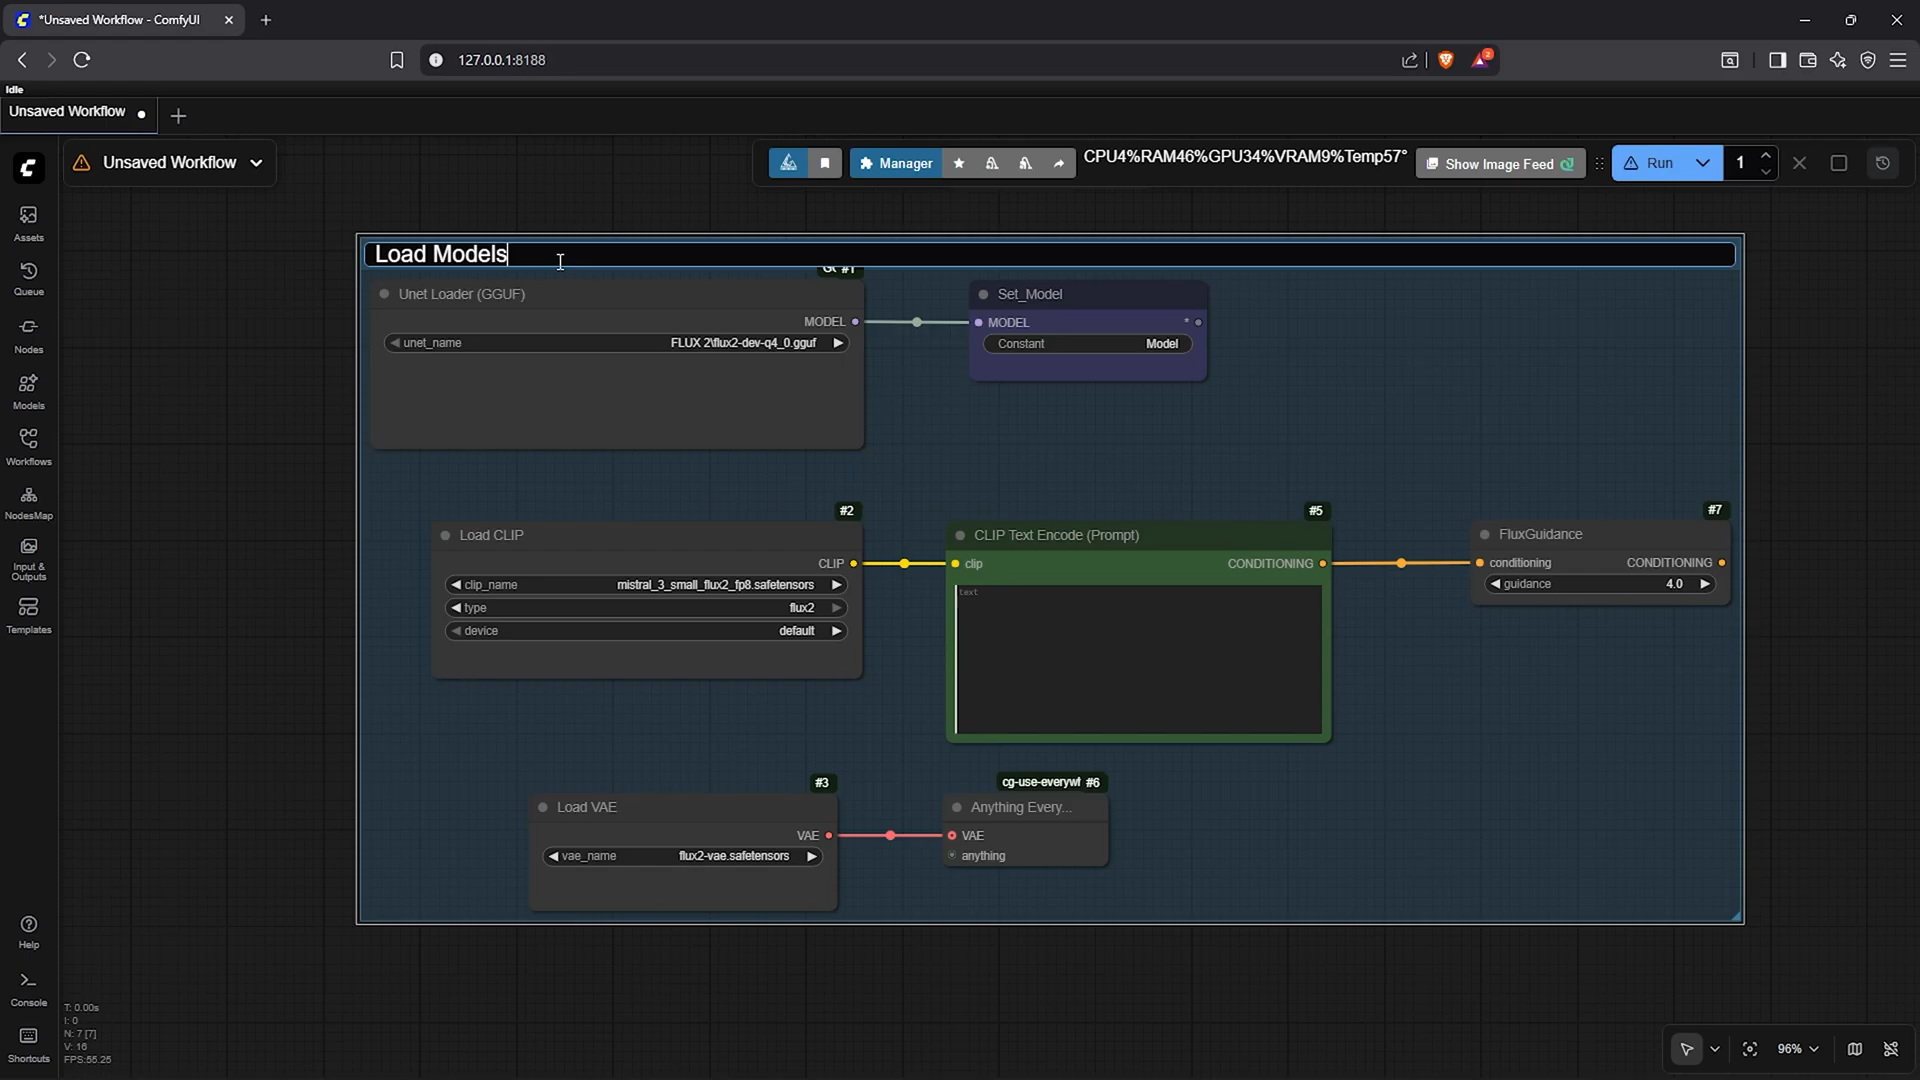 *Unsaved Workflow - ComfyUI
127.0.0.1:8188
2
Idle
Unsaved Workflow
Unsaved Workflow
Manager
CPU4%RAM46%GPU34%VRAM9%Temp57°
Show Image Feed
Run
1
Assets
Queue
Nodes
Models
Workflows
NodesMap
Input & Outputs
Templates
Help
Console
Shortcuts
Load Models
#1
Unet Loader (GGUF)
MODEL
unet_name FLUX 2\flux2-dev-q4_0.gguf
Set_Model
MODEL *
Constant Model
#2
Load CLIP
CLIP
clip_name mistral_3_small_flux2_fp8.safetensors
type flux2
device default
#5
CLIP Text Encode (Prompt)
clip CONDITIONING
text
#7
FluxGuidance
conditioning CONDITIONING
guidance 4.0
#3
Load VAE
VAE
vae_name flux2-vae.safetensors
cg-use-everywh #6
Anything Every...
VAE
anything
T: 0.00s
I: 0
N: 7 [7]
V: 16
FPS:55.25
96%